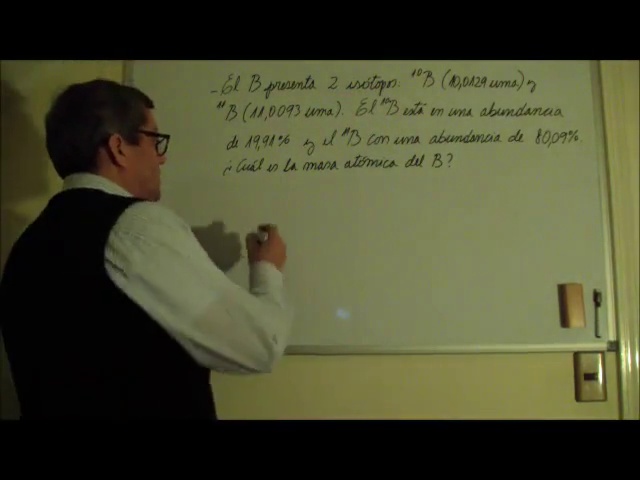 - El B presenta 2 isótopos. ¹⁰B (10,0129 uma) y
¹¹B (11,0093 uma). El ¹⁰B está en una abundancia
de 19,91% y el ¹¹B con una abundancia de 80,09%.
¿Cuál es la masa atómica del B?